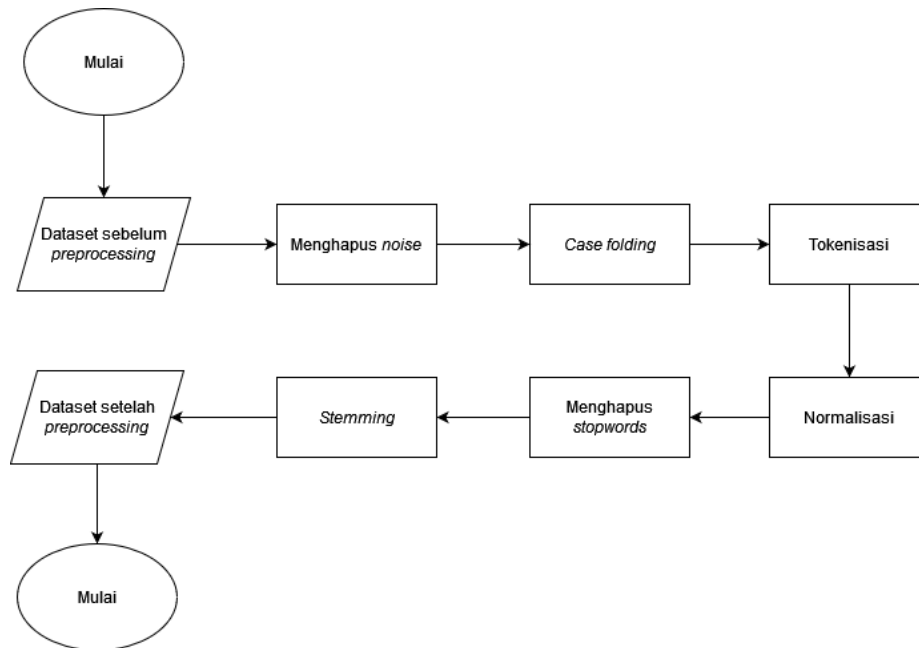 Mulai
Dataset sebelum
preprocessing
Menghapus noise
Case folding
Tokenisasi
Normalisasi
Menghapus
stopwords
Stemming
Dataset setelah
preprocessing
Mulai